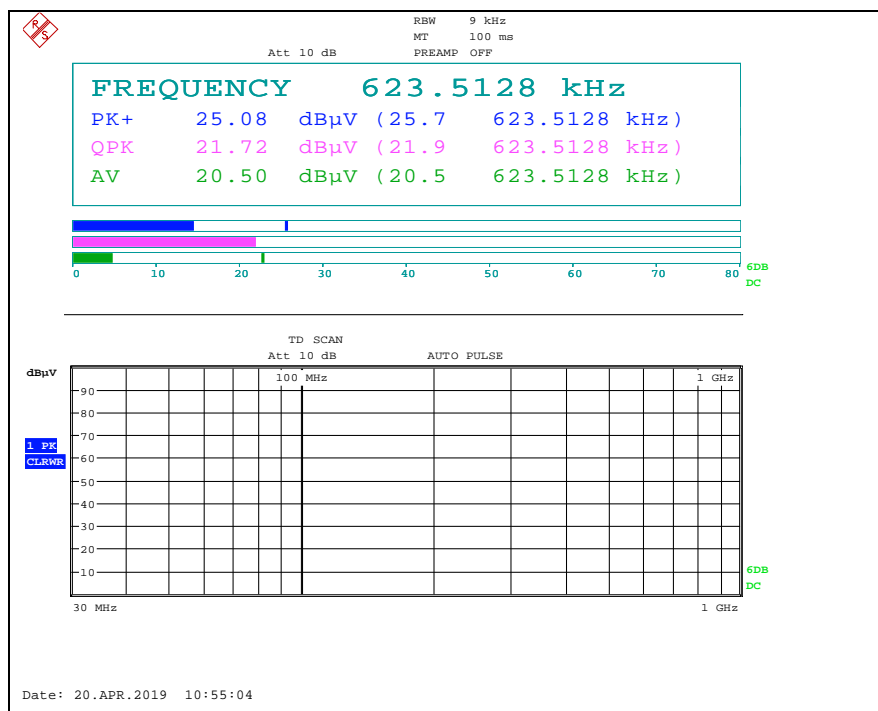 R S
RBW 9 kHz
MT 100 ms
Att 10 dB PREAMP OFF
FREQUENCY 623.5128 kHz
PK+ 25.08 dBµV (25.7 623.5128 kHz)
QPK 21.72 dBµV (21.9 623.5128 kHz)
AV 20.50 dBµV (20.5 623.5128 kHz)
0 10 20 30 40 50 60 70 80
6DB
DC
TD SCAN
Att 10 dB AUTO PULSE
dBµV
100 MHz 1 GHz
90
80
70
1 PK
CLRWR
60
50
40
30
20
10
6DB
DC
30 MHz 1 GHz
Date: 20.APR.2019 10:55:04